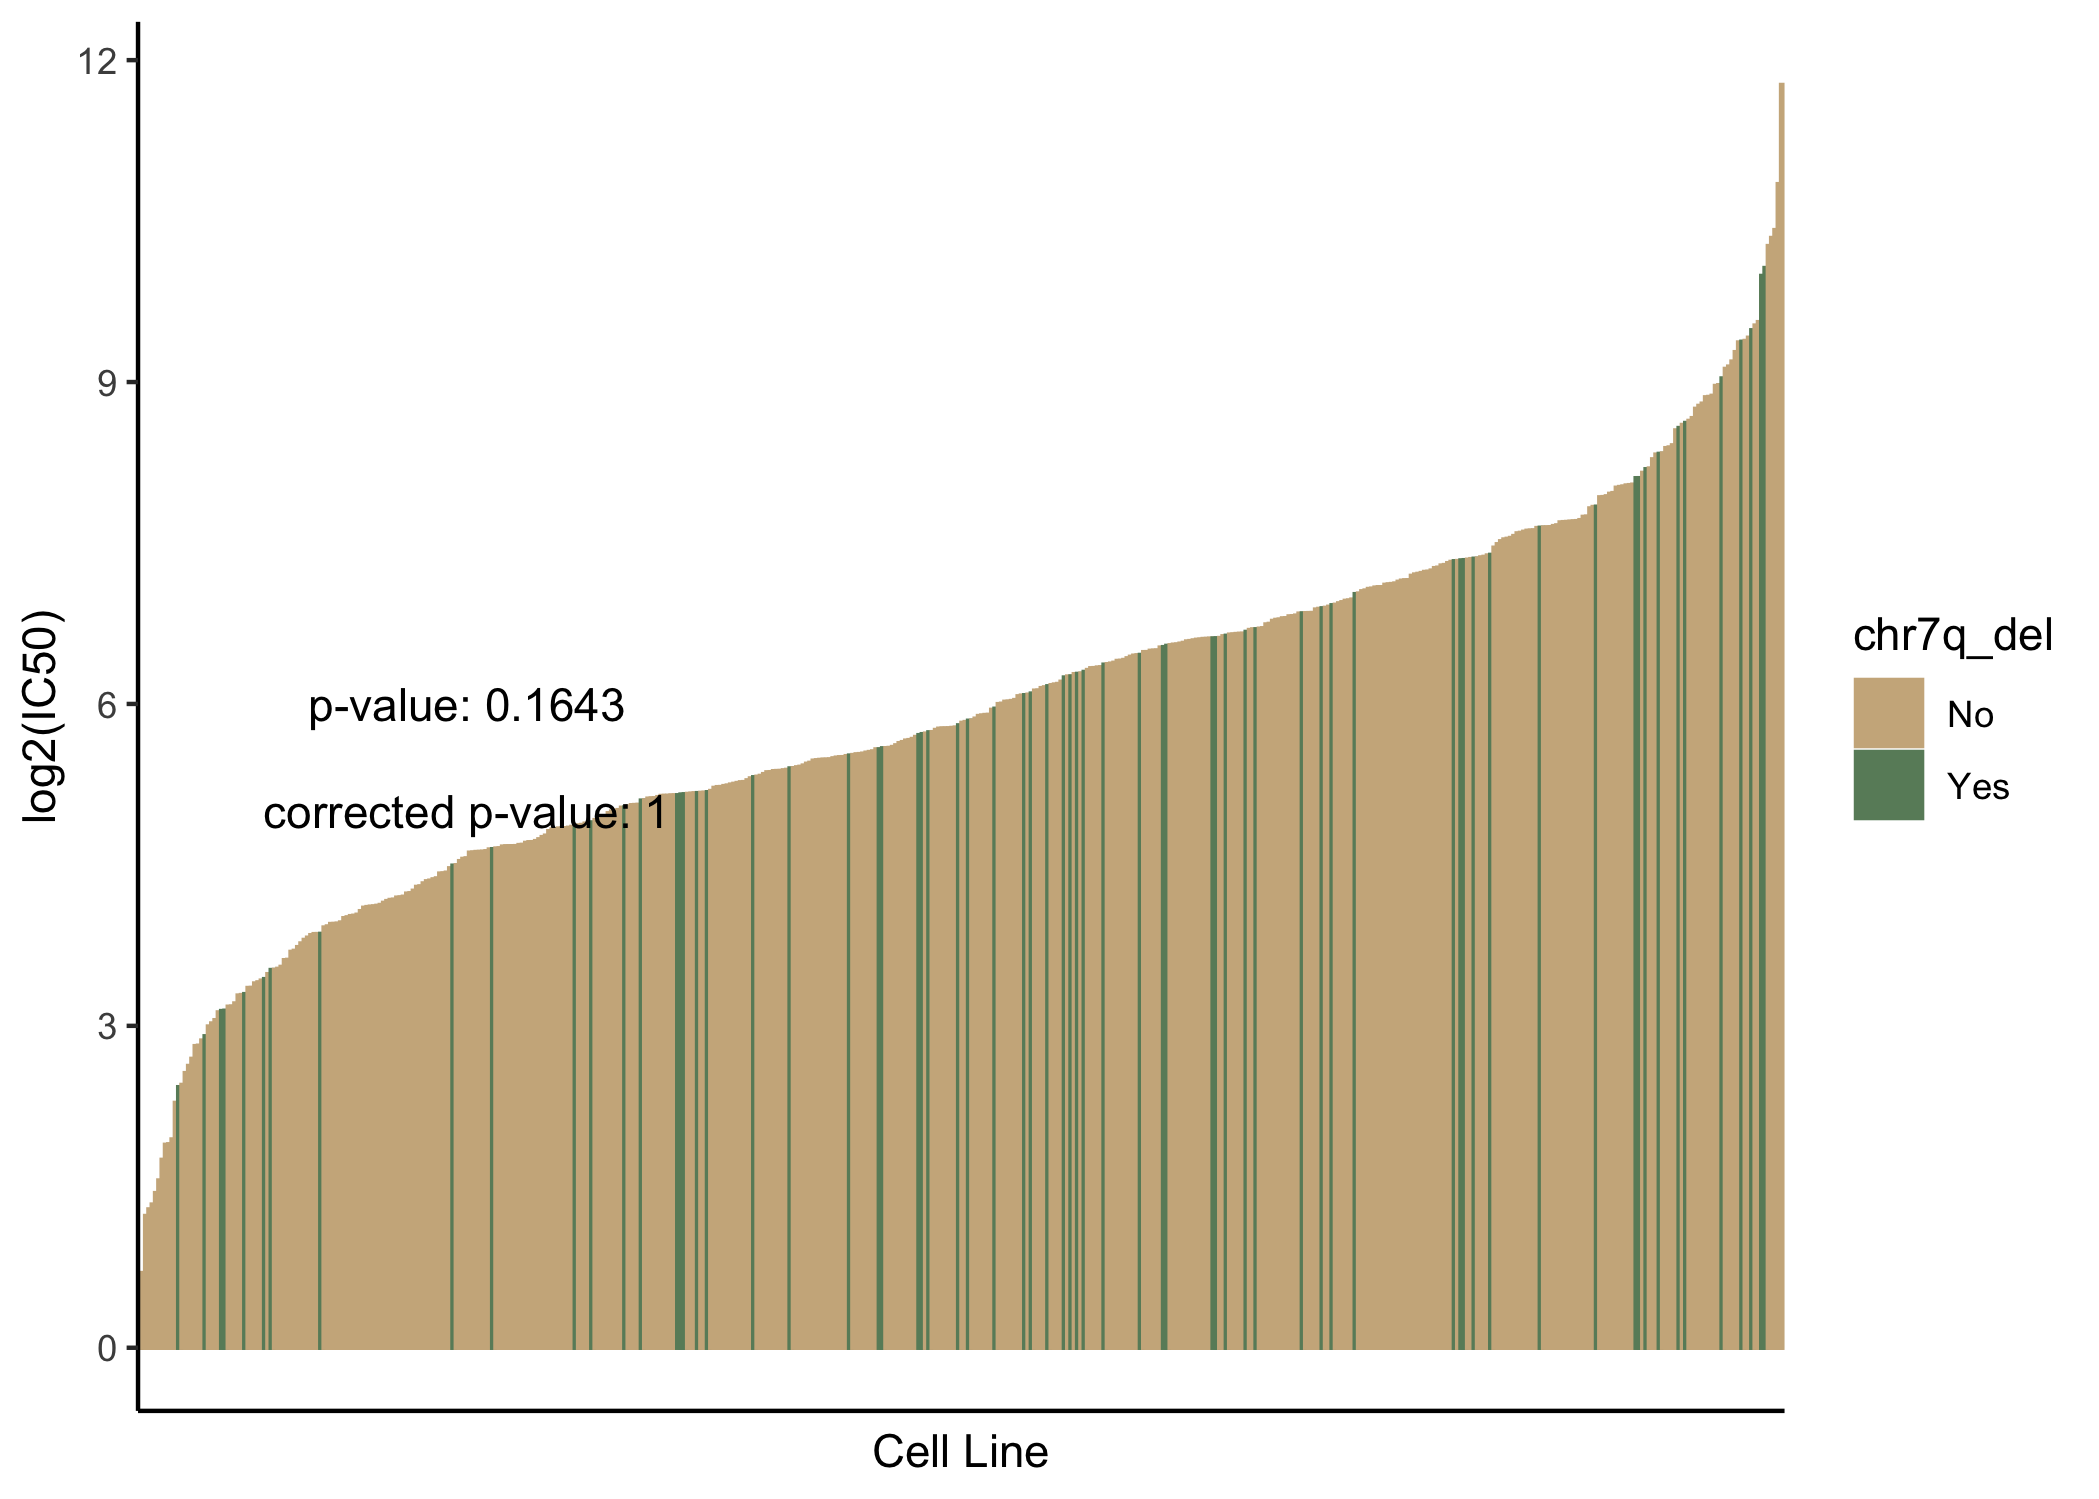 12
9
6
3
0
log2(IC50)
p-value: 0.1643
corrected p-value: 1
Cell Line
chr7q_del
No
Yes